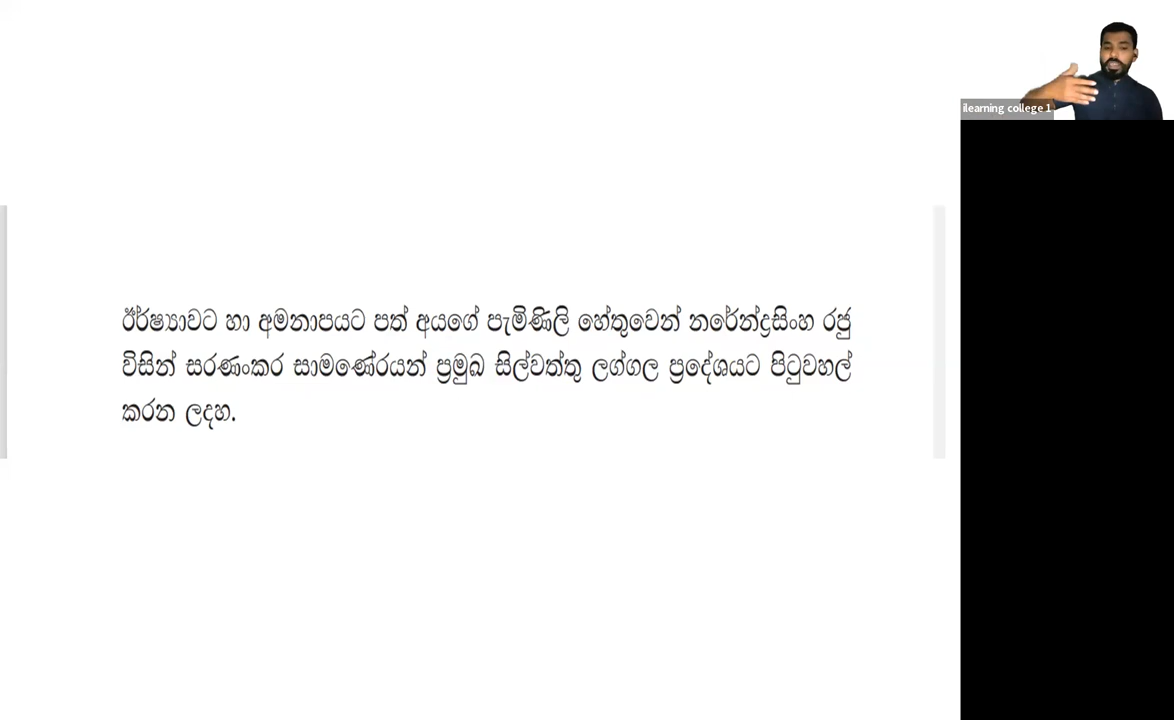 ilearning college 1
ඊර්ෂ්‍යාවට හා අමනාපයට පත් අයගේ පැමිණිලි හේතුවෙන් නරේන්ද්‍රසිංහ රජු
විසින් සරණංකර සාමණේරයන් ප්‍රමුඛ සිල්වත්තු ලග්ගල ප්‍රදේශයට පිටුවහල්
කරන ලදහ.